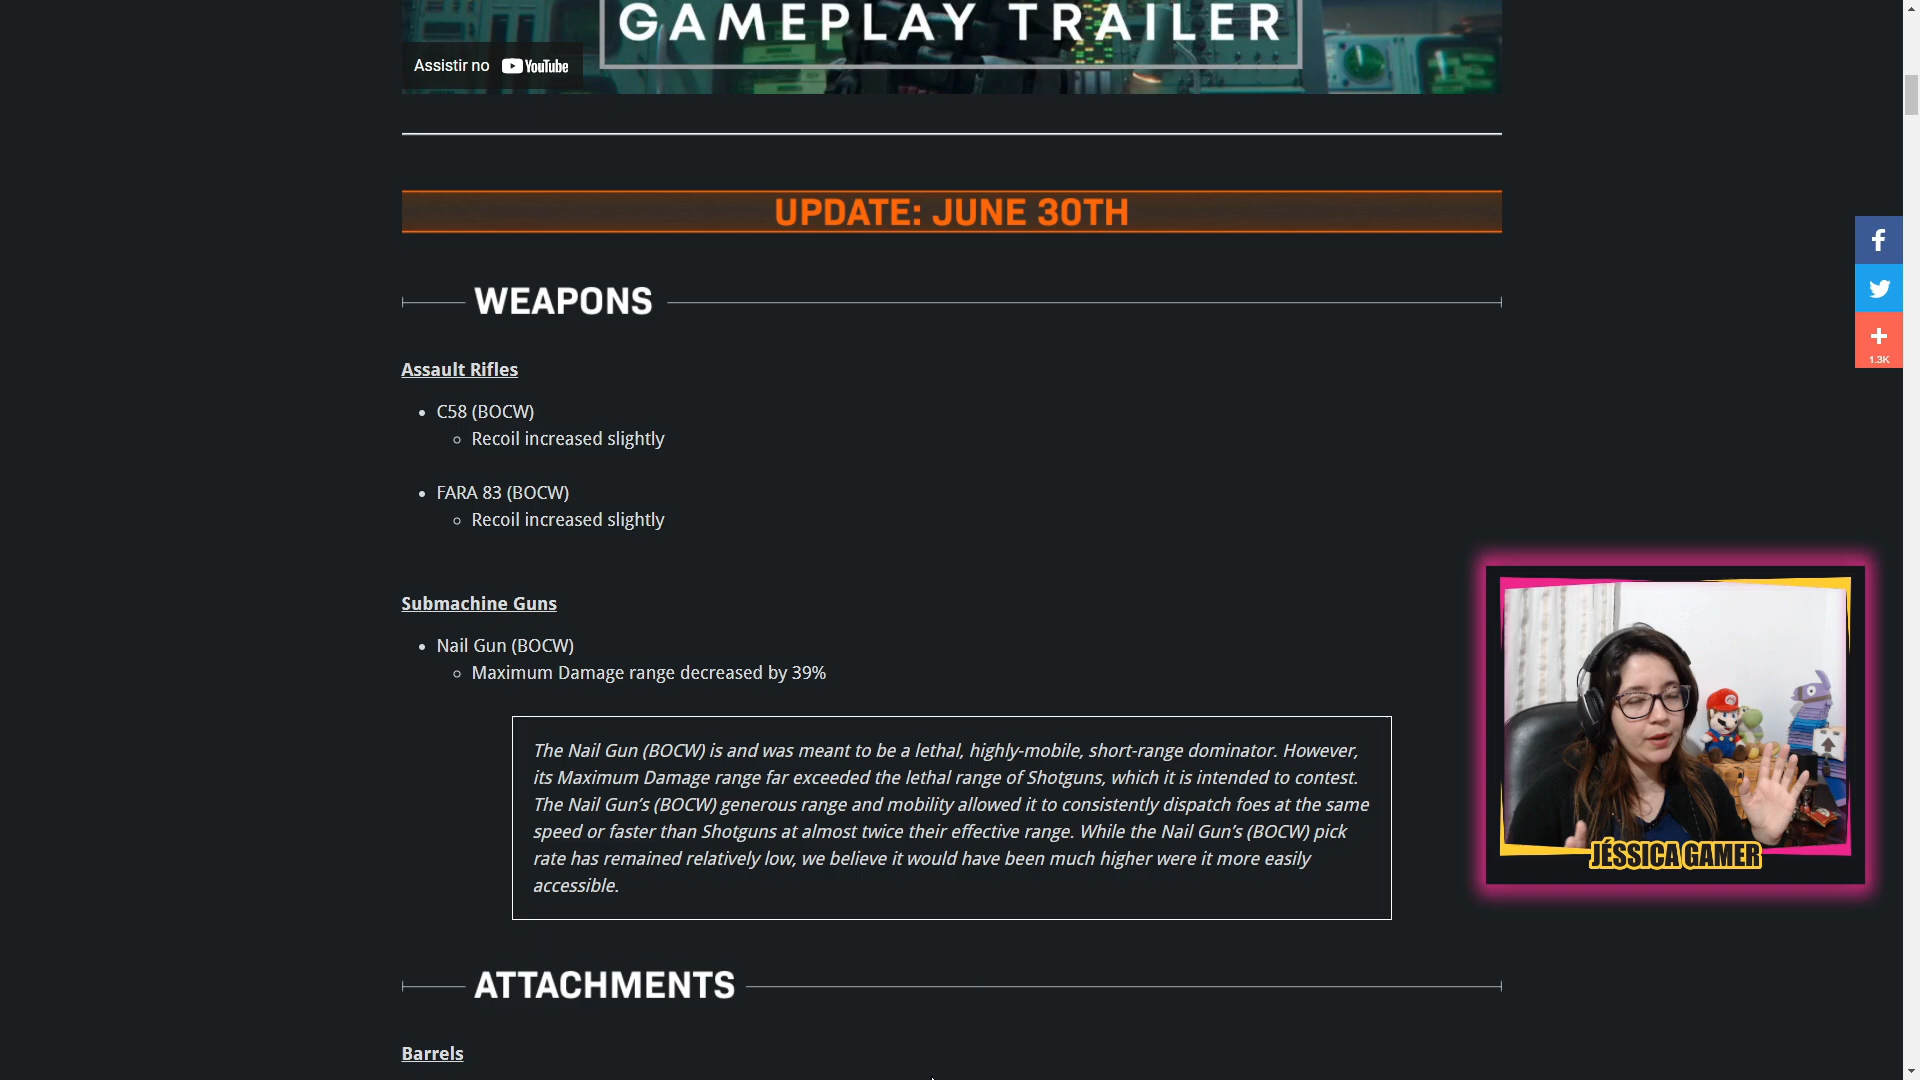 GAMEPLAY TRAILER
Assistir no YouTube
UPDATE: JUNE 30TH
WEAPONS
Assault Rifles
C58 (BOCW)
Recoil increased slightly
FARA 83 (BOCW)
Recoil increased slightly
Submachine Guns
Nail Gun (BOCW)
Maximum Damage range decreased by 39%
The Nail Gun (BOCW) is and was meant to be a lethal, highly-mobile, short-range dominator. However,
its Maximum Damage range far exceeded the lethal range of Shotguns, which it is intended to contest.
The Nail Gun’s (BOCW) generous range and mobility allowed it to consistently dispatch foes at the same
speed or faster than Shotguns at almost twice their effective range. While the Nail Gun’s (BOCW) pick
rate has remained relatively low, we believe it would have been much higher were it more easily
accessible.
ATTACHMENTS
Barrels
1.3K
JÉSSICA GAMER